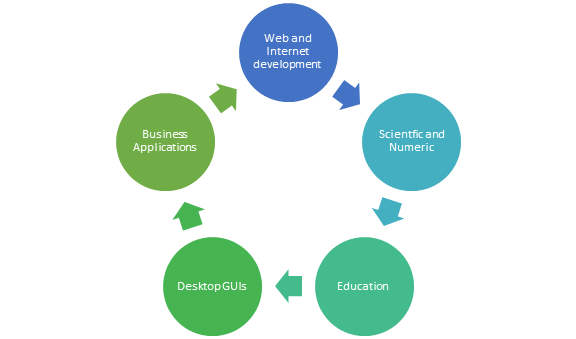 Web and
Internet
development
Scientfic and
Numeric
Education
Desktop GUIs
Business
Applications